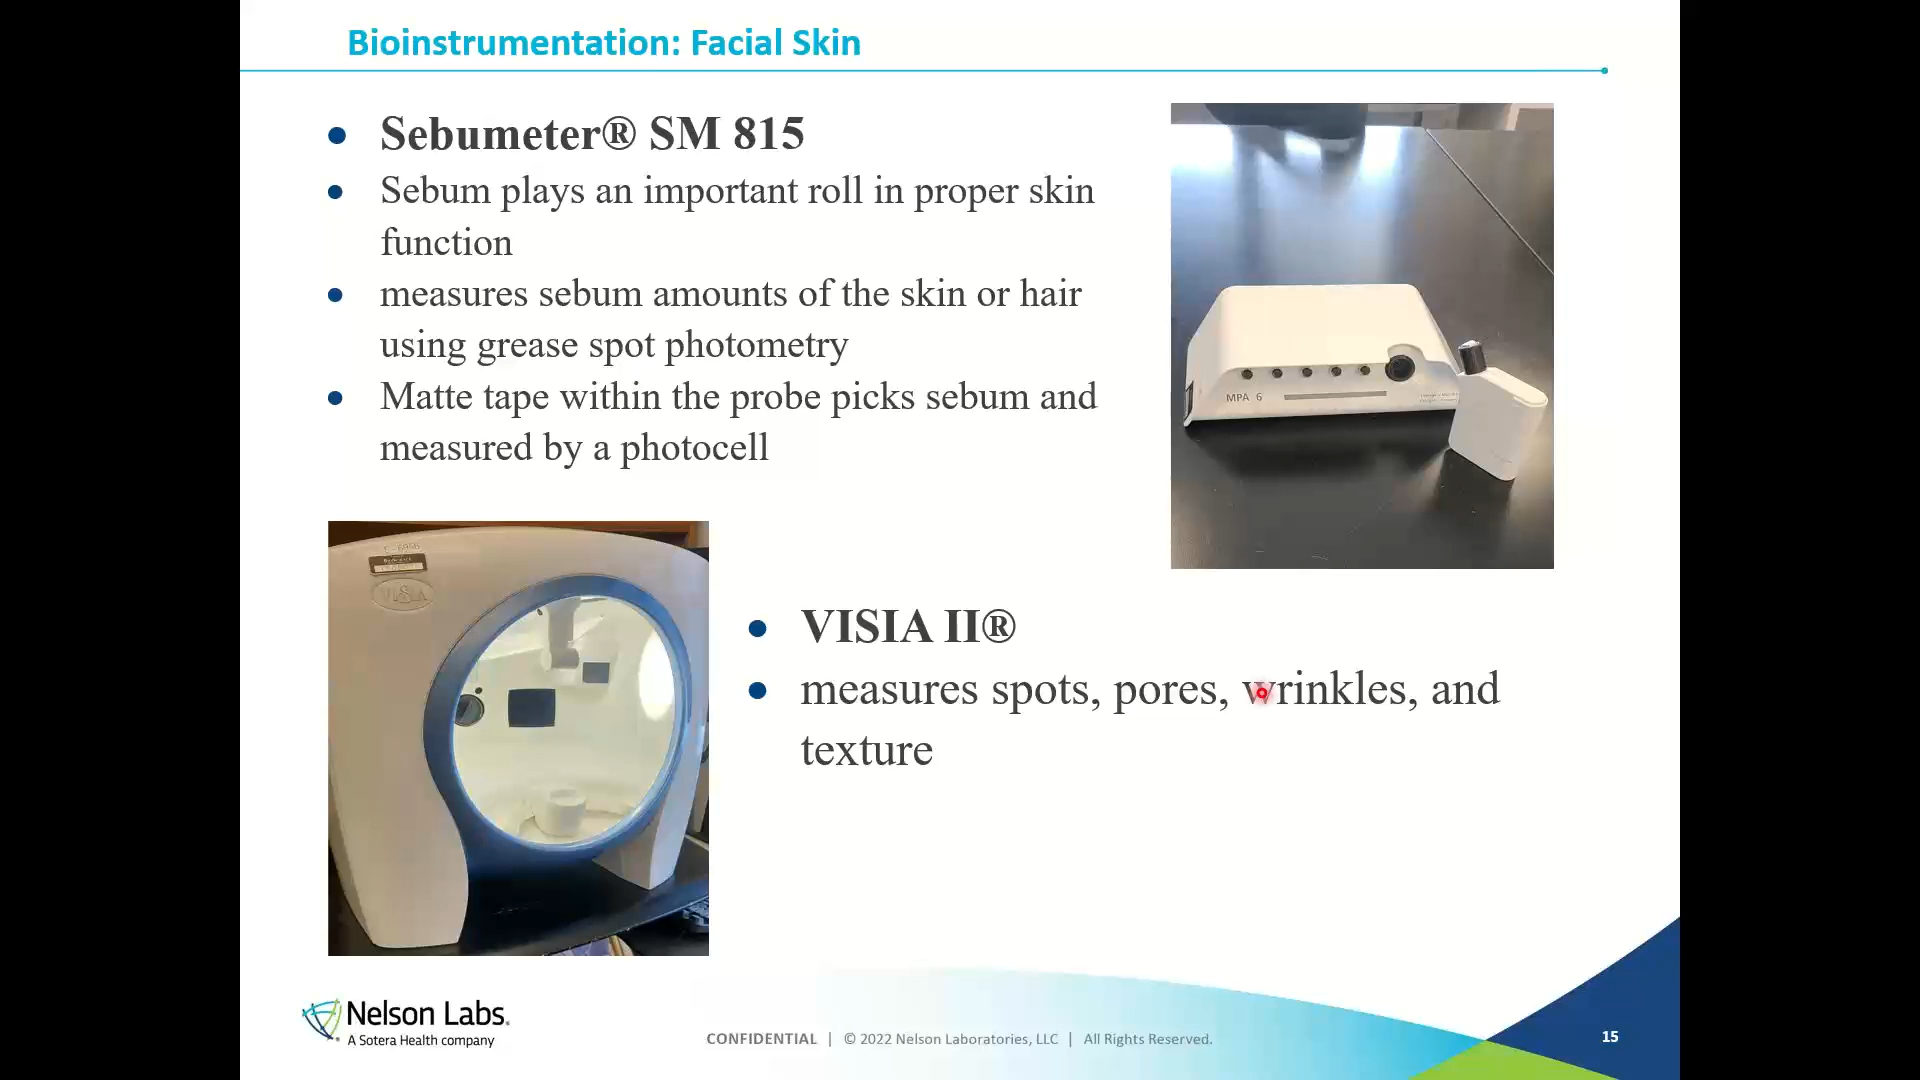 Bioinstrumentation: Facial Skin
Sebumeter® SM 815
Sebum plays an important roll in proper skin
function
measures sebum amounts of the skin or hair
using grease spot photometry
Matte tape within the probe picks sebum and
measured by a photocell
MPA 6
VISIA
VISIA II®
measures spots, pores, wrinkles, and
texture
Nelson Labs.
A Sotera Health company
CONFIDENTIAL | © 2022 Nelson Laboratories, LLC | All Rights Reserved.
15